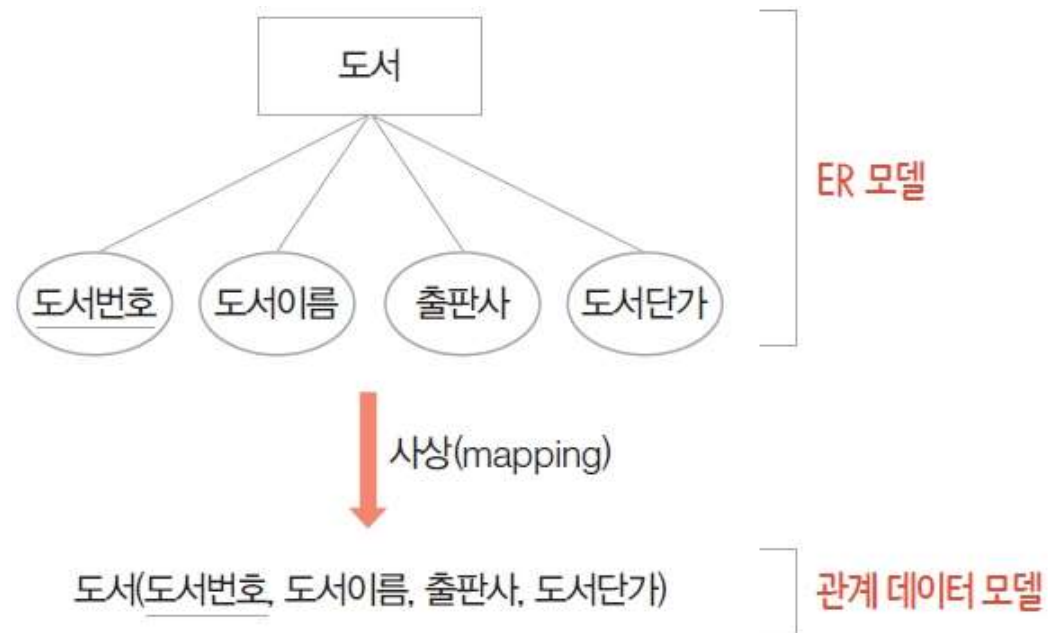 도서
ER 모델
도서번호 도서이름 출판사 도서단가
사상(mapping)
도서(도서번호, 도서이름, 출판사, 도서단가)
관계 데이터 모델